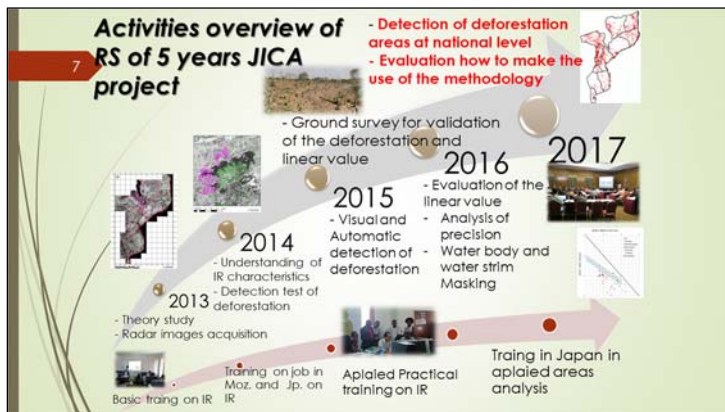 7
Activities overview of
RS of 5 years JICA
project
- Detection of deforestation
areas at national level
- Evaluation how to make the
use of the methodology
- Ground survey for validation
of the deforestation and
linear value
2013
- Theory study
- Radar images acquisition
2014
- Understanding of
IR characteristics
- Detection test of
deforestation
2015
- Visual and
Automatic
detection of
deforestation
2016
- Evaluation of the
linear value
- Analysis of
precision
- Water body and
water strim
Masking
2017
Basic traing on IR
Training on job in
Moz. and Jp. on
IR
Aplaied Practical
training on IR
Traing in Japan in
aplaied areas
analysis